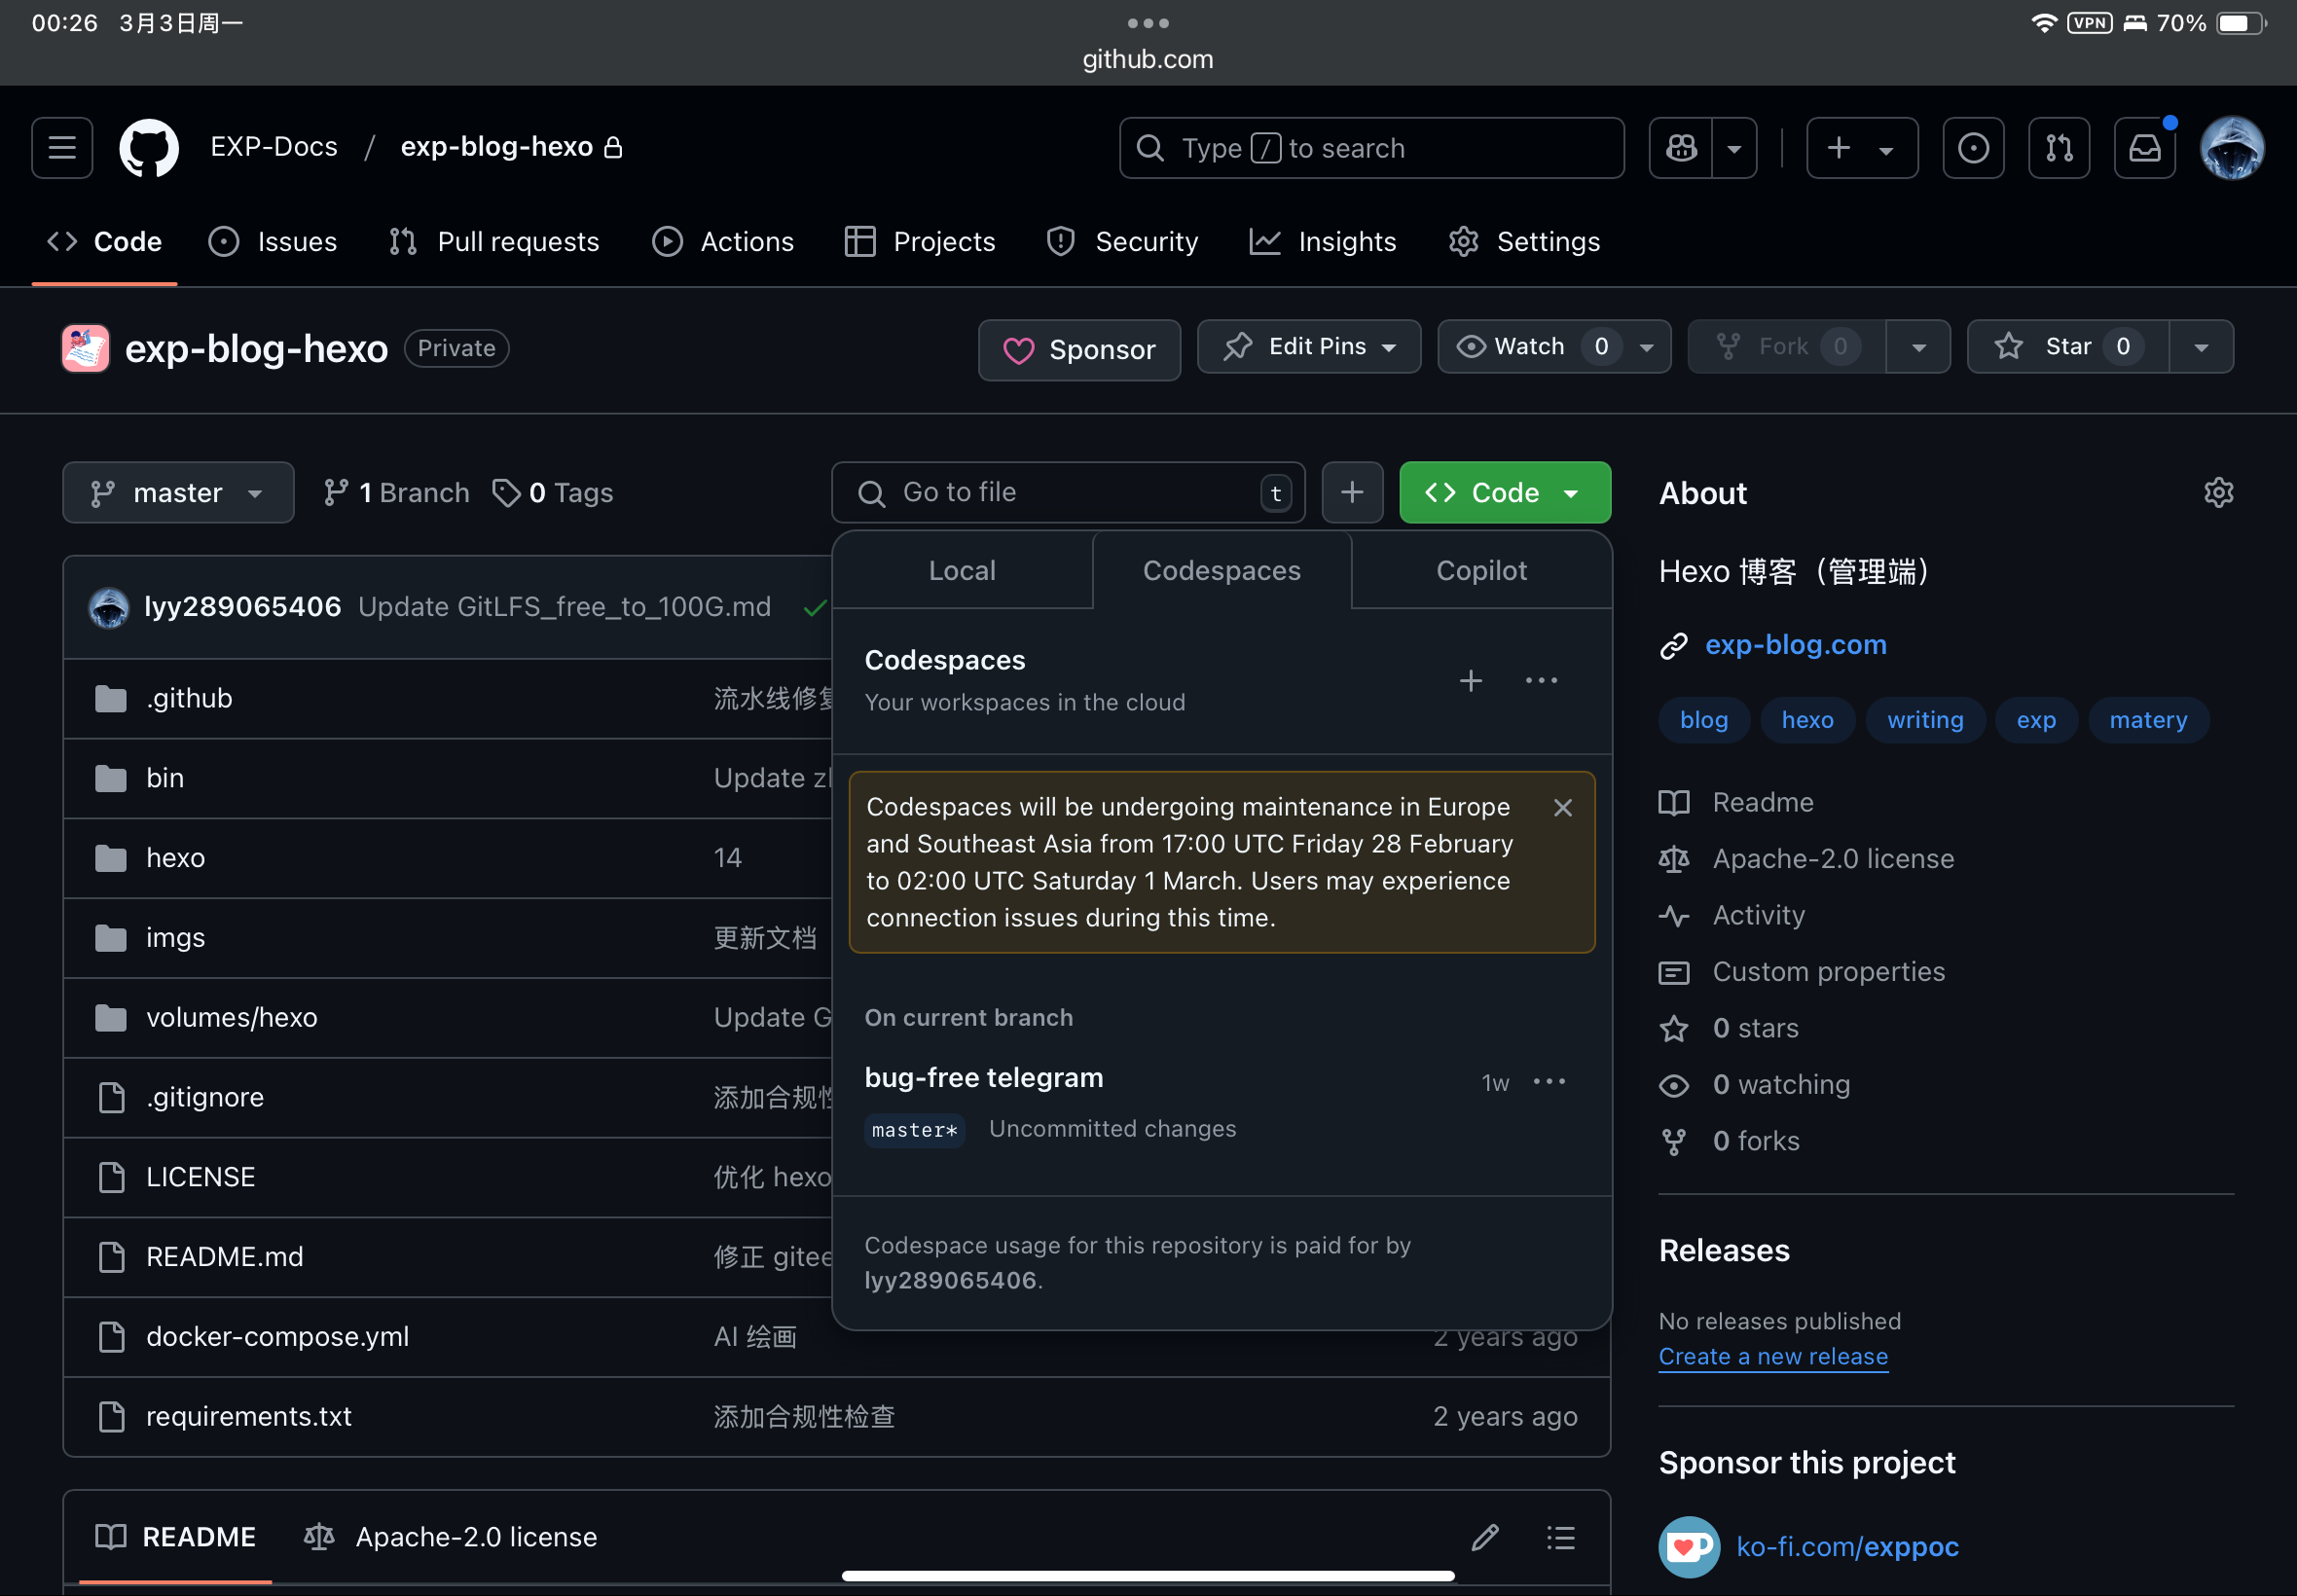 00:26 3月3日周一
VPN 70%
github.com
EXP-Docs / exp-blog-hexo
Type / to search
Code Issues Pull requests Actions Projects Security Insights Settings
exp-blog-hexo Private
Sponsor Edit Pins Watch 0 Fork 0 Star 0
master 1 Branch 0 Tags
Go to file t
Code
Local Codespaces Copilot
Codespaces
Your workspaces in the cloud
Codespaces will be undergoing maintenance in Europe
and Southeast Asia from 17:00 UTC Friday 28 February
to 02:00 UTC Saturday 1 March. Users may experience
connection issues during this time.
On current branch
bug-free telegram 1w
master* Uncommitted changes
Codespace usage for this repository is paid for by
lyy289065406.
lyy289065406 Update GitLFS_free_to_100G.md
.github 流水线修复
bin Update
hexo 14
imgs 更新文档
volumes/hexo Update G
.gitignore 添加合规性
LICENSE 优化 hexo
README.md 修正 gitee
docker-compose.yml AI 绘画 2 years ago
requirements.txt 添加合规性检查 2 years ago
README Apache-2.0 license
About
Hexo 博客（管理端）
exp-blog.com
blog hexo writing exp matery
Readme
Apache-2.0 license
Activity
Custom properties
0 stars
0 watching
0 forks
Releases
No releases published
Create a new release
Sponsor this project
ko-fi.com/exppoc